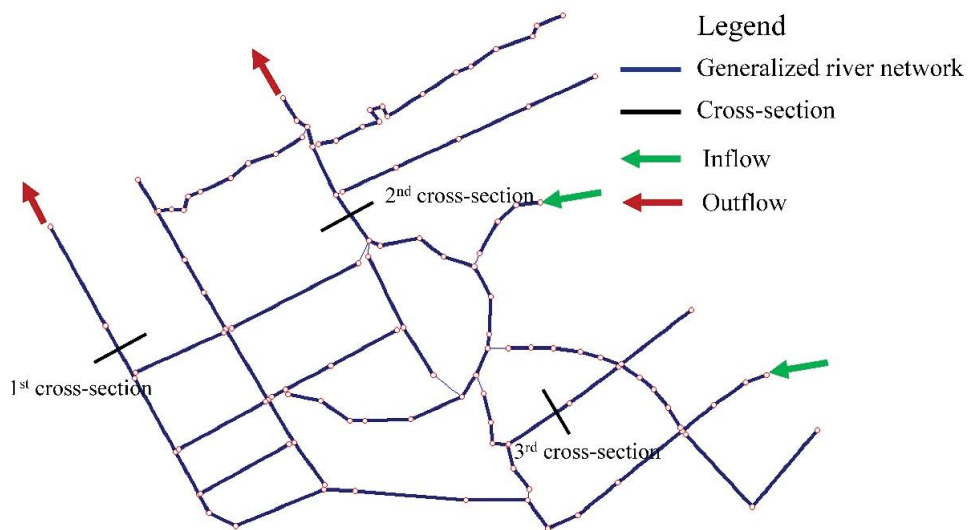 Legend
Generalized river network
Cross-section
Inflow
Outflow
2nd cross-section
1st cross-section
3rd cross-section